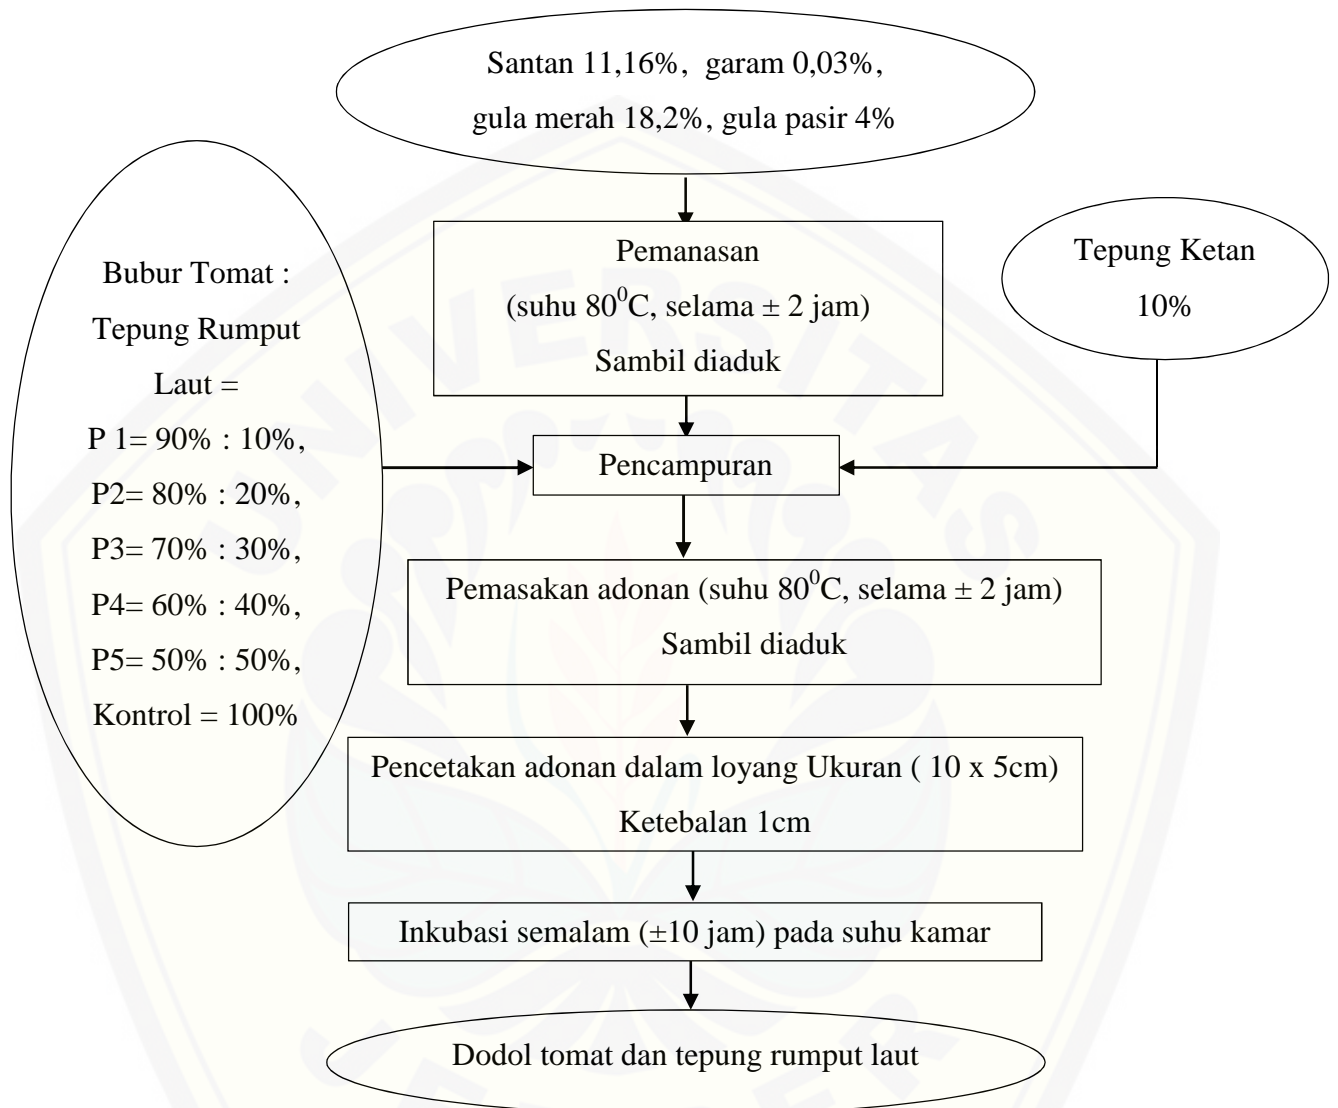 Santan 11,16%, garam 0,03%,
gula merah 18,2%, gula pasir 4%
Bubur Tomat :
Tepung Rumput
Laut =
P 1= 90% : 10%,
P2= 80% : 20%,
P3= 70% : 30%,
P4= 60% : 40%,
P5= 50% : 50%,
Kontrol = 100%
Pemanasan
(suhu 80⁰C, selama ± 2 jam)
Sambil diaduk
Tepung Ketan
10%
Pencampuran
Pemasakan adonan (suhu 80⁰C, selama ± 2 jam)
Sambil diaduk
Pencetakan adonan dalam loyang Ukuran ( 10 x 5cm)
Ketebalan 1cm
Inkubasi semalam (±10 jam) pada suhu kamar
Dodol tomat dan tepung rumput laut
UNIVERSITAS